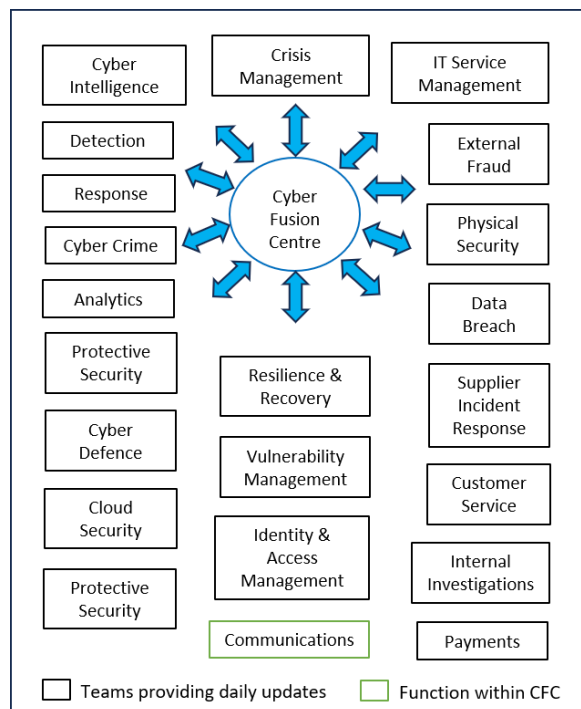 Cyber
Intelligence
Crisis
Management
IT Service
Management
Detection
Response
Cyber Crime
Analytics
Protective
Security
Cyber
Defence
Cloud
Security
Protective
Security
Cyber
Fusion
Centre
Resilience &
Recovery
Vulnerability
Management
Identity &
Access
Management
Communications
External
Fraud
Physical
Security
Data
Breach
Supplier
Incident
Response
Customer
Service
Internal
Investigations
Payments
Teams providing daily updates
Function within CFC